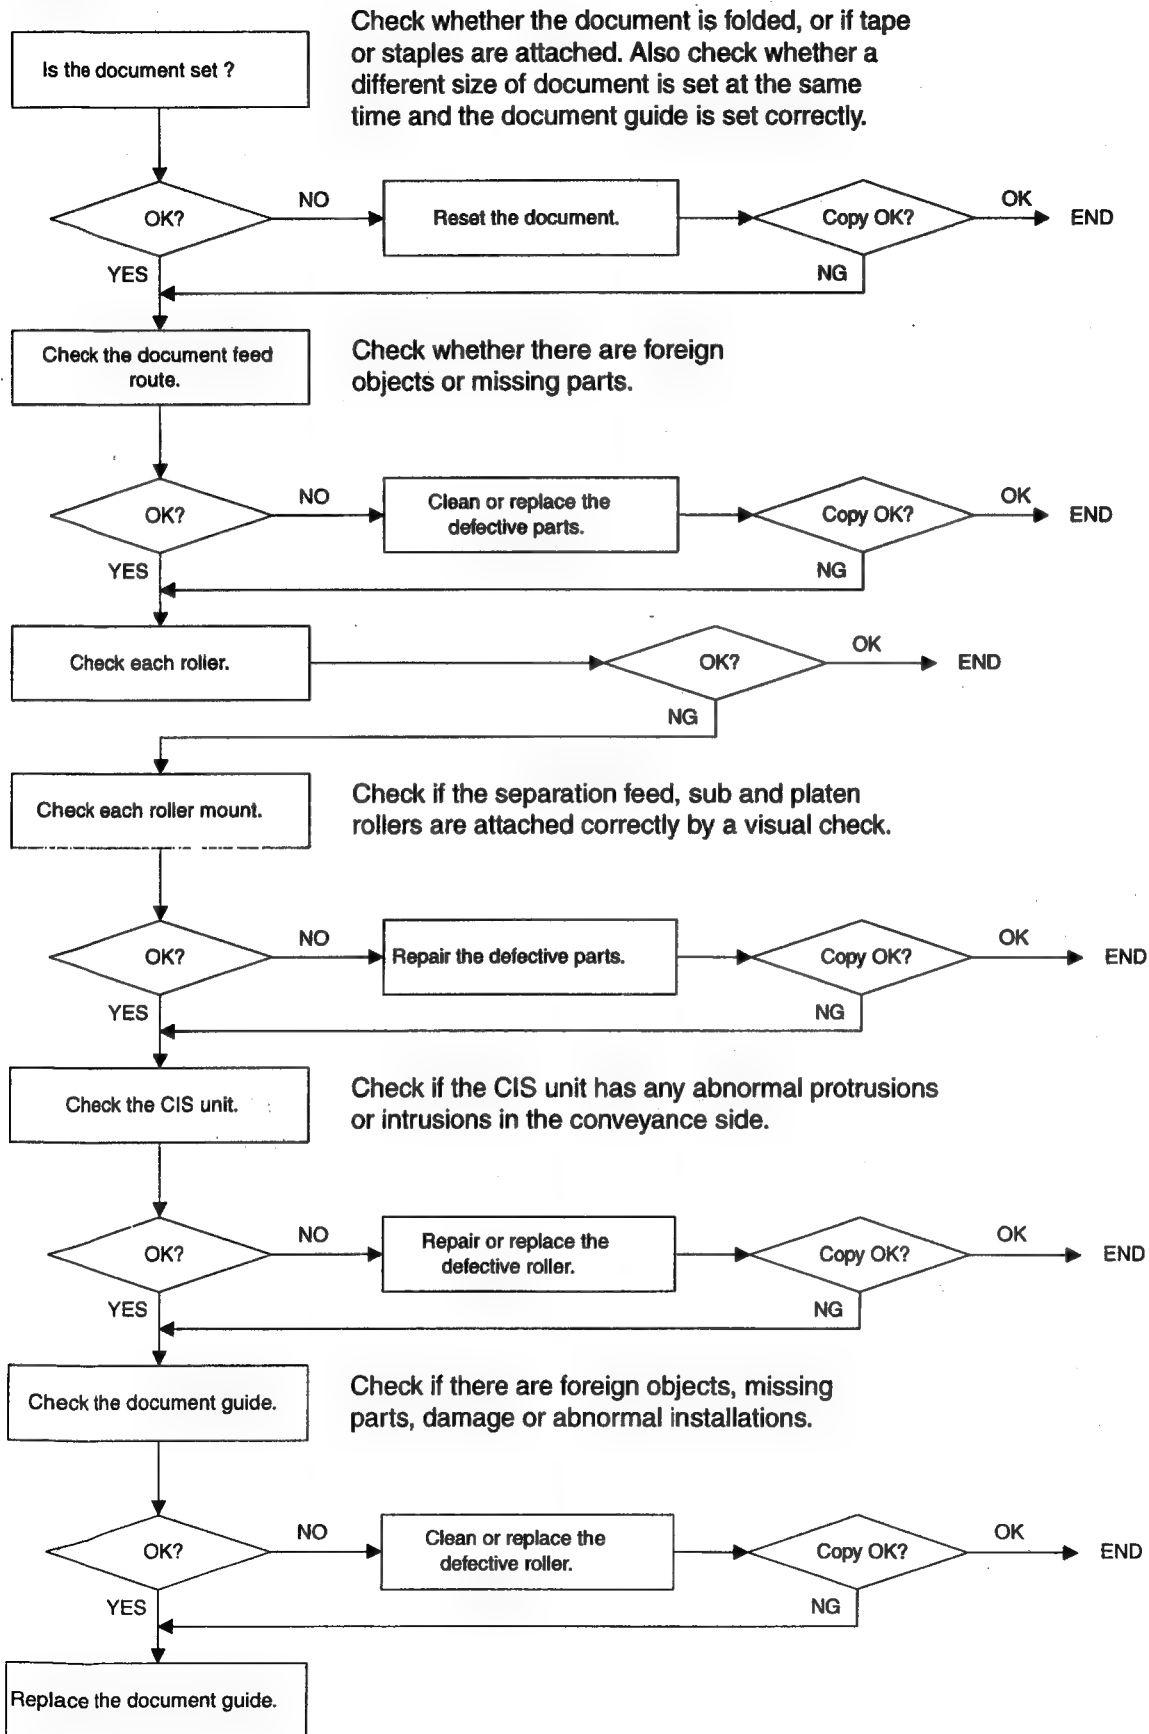 Is the document set ?
Check whether the document is folded, or if tape
or staples are attached. Also check whether a
different size of document is set at the same
time and the document guide is set correctly.
OK?
NO
Reset the document.
Copy OK?
OK
END
YES
NG
Check the document feed
route.
Check whether there are foreign
objects or missing parts.
OK?
NO
Clean or replace the
defective parts.
Copy OK?
OK
END
YES
NG
Check each roller.
OK?
OK
END
NG
Check each roller mount.
Check if the separation feed, sub and platen
rollers are attached correctly by a visual check.
OK?
NO
Repair the defective parts.
Copy OK?
OK
END
YES
NG
Check the CIS unit.
Check if the CIS unit has any abnormal protrusions
or intrusions in the conveyance side.
OK?
NO
Repair or replace the
defective roller.
Copy OK?
OK
END
YES
NG
Check the document guide.
Check if there are foreign objects, missing
parts, damage or abnormal installations.
OK?
NO
Clean or replace the
defective roller.
Copy OK?
OK
END
YES
NG
Replace the document guide.